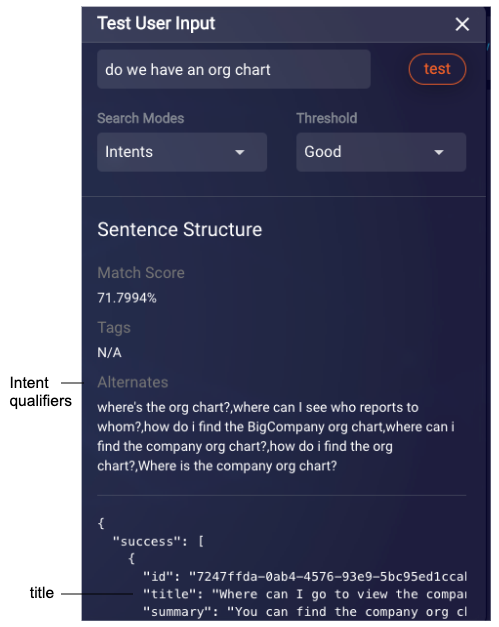 Test User Input
do we have an org chart
test
Search Modes
Threshold
Intents
Good
Sentence Structure
Match Score
71.7994%
Tags
N/A
Intent
qualifiers
Alternates
where's the org chart?,where can I see who reports to
whom?,how do i find the BigCompany org chart,where can i
find the company org chart?,how do i find the org
chart?,Where is the company org chart?
{
"success": [
{
"id": "7247ffda-0ab4-4576-93e9-5bc95ed1cca
title
"title": "Where can I go to view the compa
"summary": "You can find the company org c